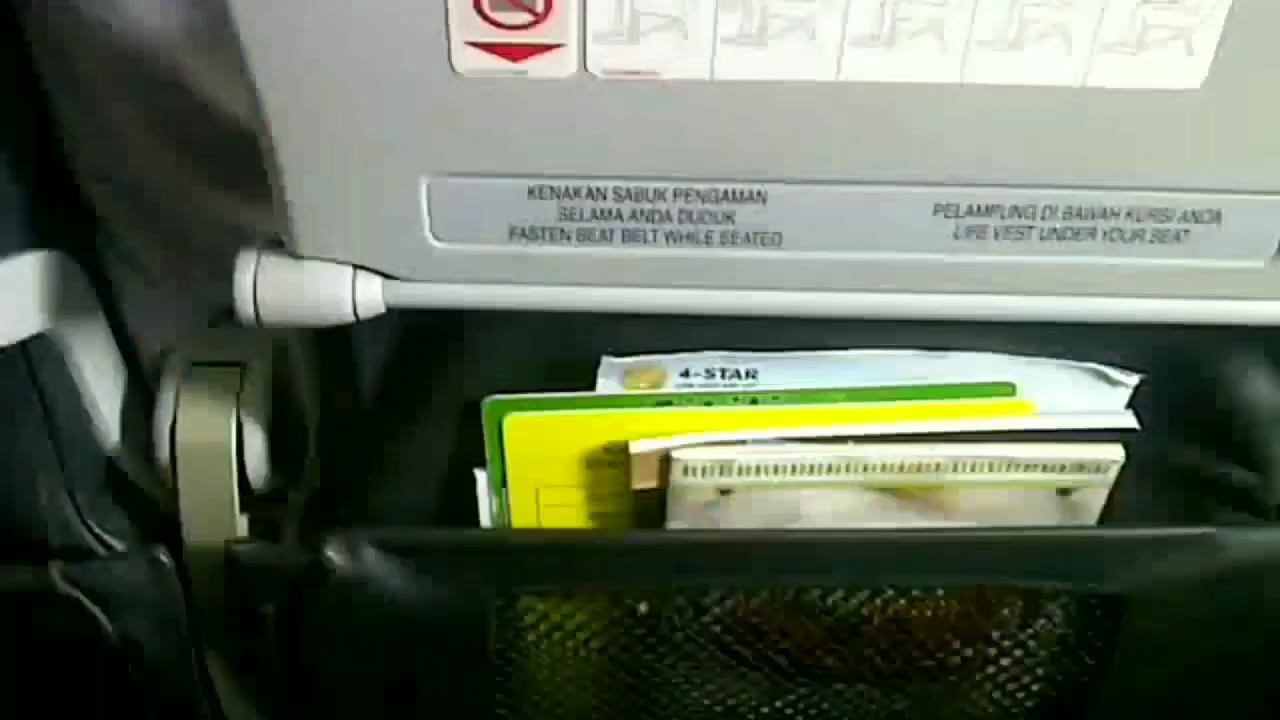 KENAKAN SABUK PENGAMAN
SELAMA ANDA DUDUK
FASTEN SEAT BELT WHILE SEATED
PELAMPUNG DI BAWAH KURSI ANDA
LIFE VEST UNDER YOUR SEAT
4-STAR